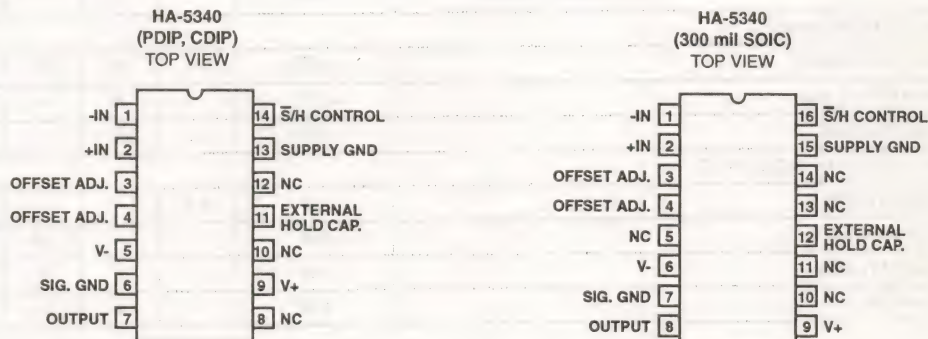 HA-5340
(PDIP, CDIP)
TOP VIEW
-IN 1
14 S̅/H CONTROL
+IN 2
13 SUPPLY GND
OFFSET ADJ. 3
12 NC
OFFSET ADJ. 4
11 EXTERNAL
HOLD CAP.
V- 5
10 NC
SIG. GND 6
9 V+
OUTPUT 7
8 NC
HA-5340
(300 mil SOIC)
TOP VIEW
-IN 1
16 S̅/H CONTROL
+IN 2
15 SUPPLY GND
OFFSET ADJ. 3
14 NC
OFFSET ADJ. 4
13 NC
NC 5
12 EXTERNAL
HOLD CAP.
V- 6
11 NC
SIG. GND 7
10 NC
OUTPUT 8
9 V+